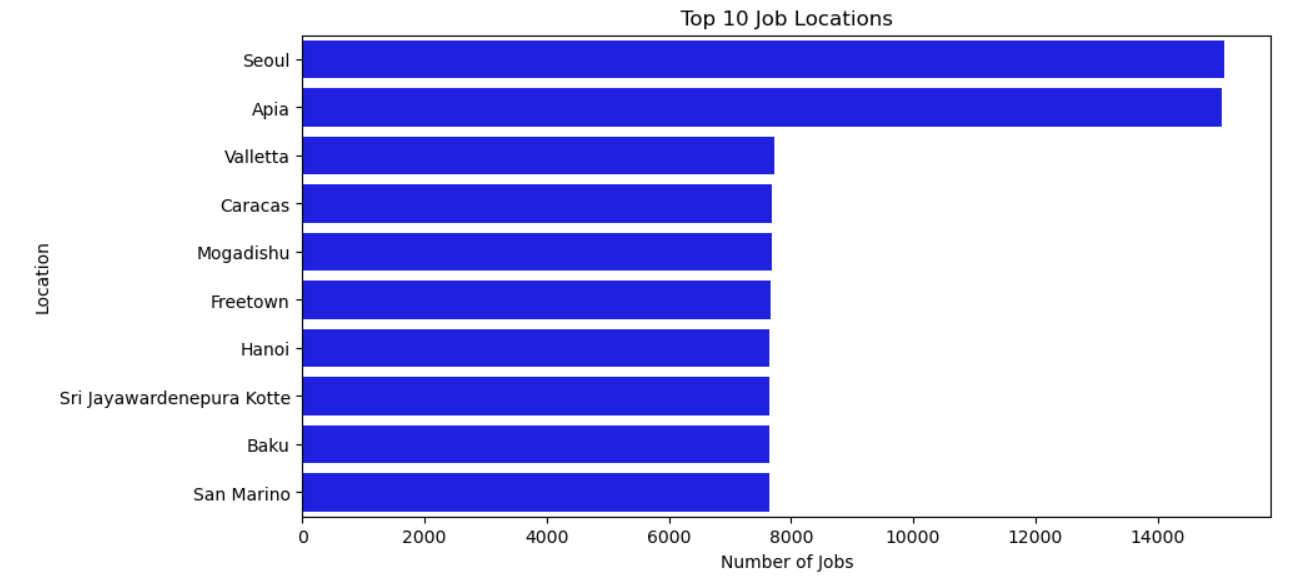 Top 10 Job Locations
Location
Seoul
Apia
Valletta
Caracas
Mogadishu
Freetown
Hanoi
Sri Jayawardenepura Kotte
Baku
San Marino
0 2000 4000 6000 8000 10000 12000 14000
Number of Jobs